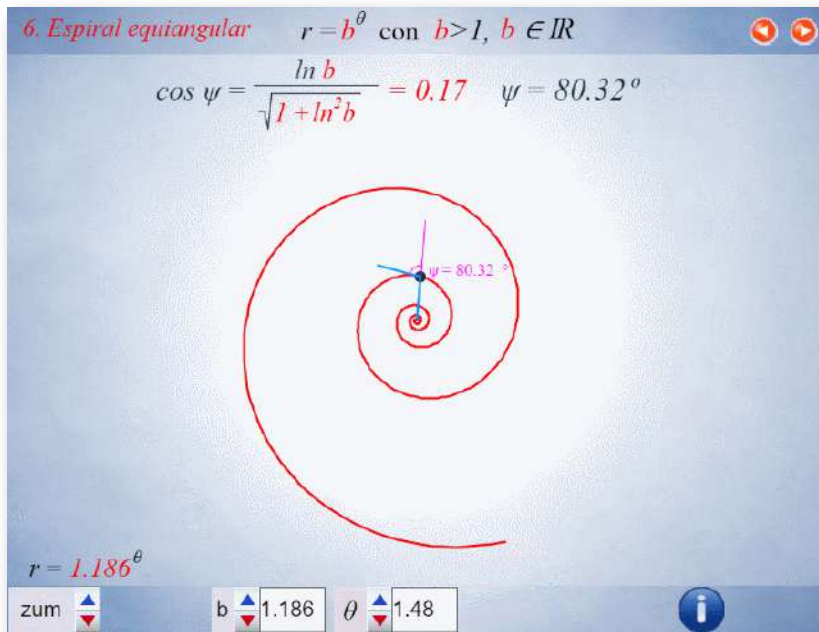 6. Espiral equiangular r = b^θ con b>1, b ∈ IR
cos ψ = ln b / √(1 + ln²b) = 0.17 ψ = 80.32º
ψ = 80.32 º
r = 1.186^θ
zum b 1.186 θ 1.48 i